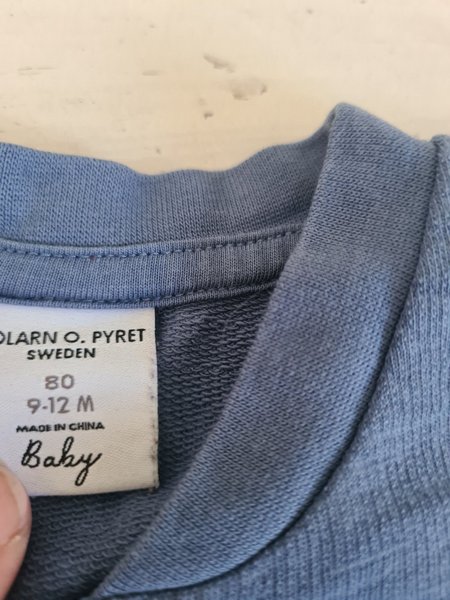 OLARN O. PYRET
SWEDEN
80
9-12 M
MADE IN CHINA
Baby